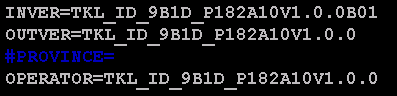 INVER=TKL_ID_9B1D_P182A10V1.0.0B01
OUTVER=TKL_ID_9B1D_P182A10V1.0.0
#PROVINCE=
OPERATOR=TKL_ID_9B1D_P182A10V1.0.0